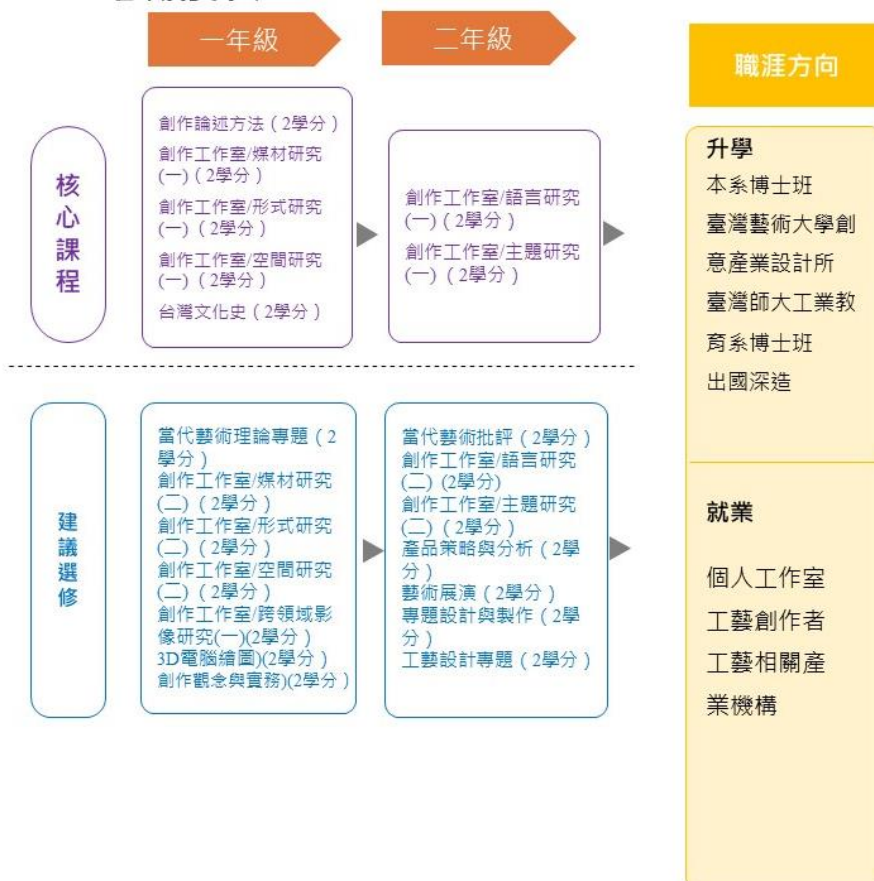 一年級
二年級
職涯方向
核
心
課
程
創作論述方法（2學分）
創作工作室/媒材研究
(一)（2學分）
創作工作室/形式研究
(一)（2學分）
創作工作室/空間研究
(一)（2學分）
台灣文化史（2學分）
創作工作室/語言研究
(一)（2學分）
創作工作室/主題研究
(一)（2學分）
建
議
選
修
當代藝術理論專題（2
學分）
創作工作室/媒材研究
(二)（2學分）
創作工作室/形式研究
(二)（2學分）
創作工作室/空間研究
(二)（2學分）
創作工作室/跨領域影
像研究(一)(2學分）
3D電腦繪圖)(2學分）
創作觀念與實務)(2學分）
當代藝術批評（2學分）
創作工作室/語言研究
(二) (2學分)
創作工作室/主題研究
(二)（2學分）
產品策略與分析（2學
分）
藝術展演（2學分）
專題設計與製作（2學
分）
工藝設計專題（2學分）
升學
本系博士班
臺灣藝術大學創
意產業設計所
臺灣師大工業教
育系博士班
出國深造
就業
個人工作室
工藝創作者
工藝相關產
業機構